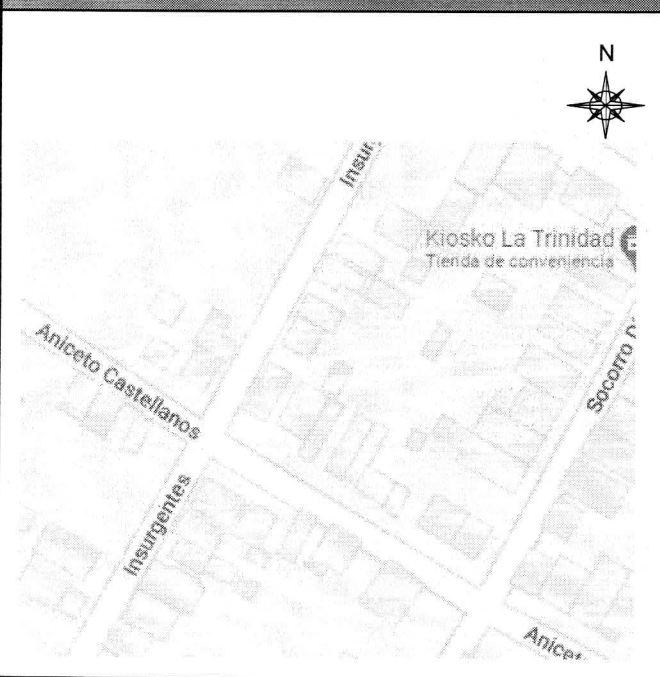 N
Insur
Kiosko La Trinidad
Tienda de conveniencia
Aniceto Castellanos
Socorro
Insurgentes
Anicet